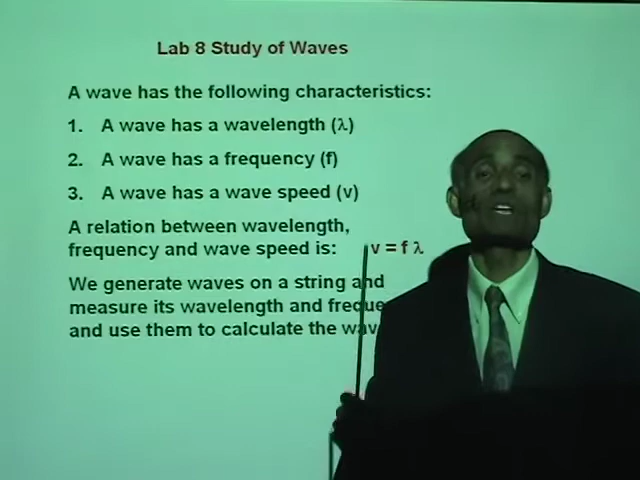 Lab 8 Study of Waves
A wave has the following characteristics:
1. A wave has a wavelength (λ)
2. A wave has a frequency (f)
3. A wave has a wave speed (v)
A relation between wavelength,
frequency and wave speed is: v = f λ
We generate waves on a string and
measure its wavelength and freque
and use them to calculate the wav